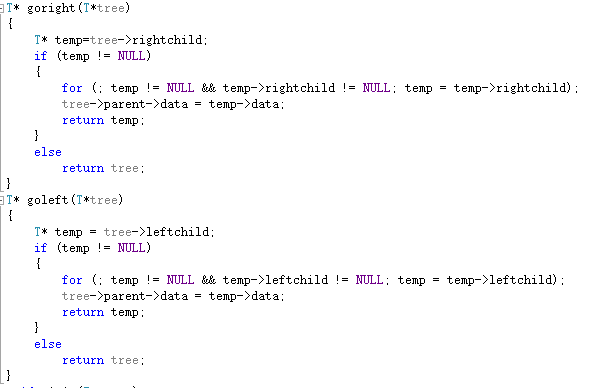 T* goright(T*tree)
{
    T* temp=tree->rightchild;
    if (temp != NULL)
    {
        for (; temp != NULL && temp->rightchild != NULL; temp = temp->rightchild);
        tree->parent->data = temp->data;
        return temp;
    }
    else
        return tree;
}
T* goleft(T*tree)
{
    T* temp = tree->leftchild;
    if (temp != NULL)
    {
        for (; temp != NULL && temp->leftchild != NULL; temp = temp->leftchild);
        tree->parent->data = temp->data;
        return temp;
    }
    else
        return tree;
}